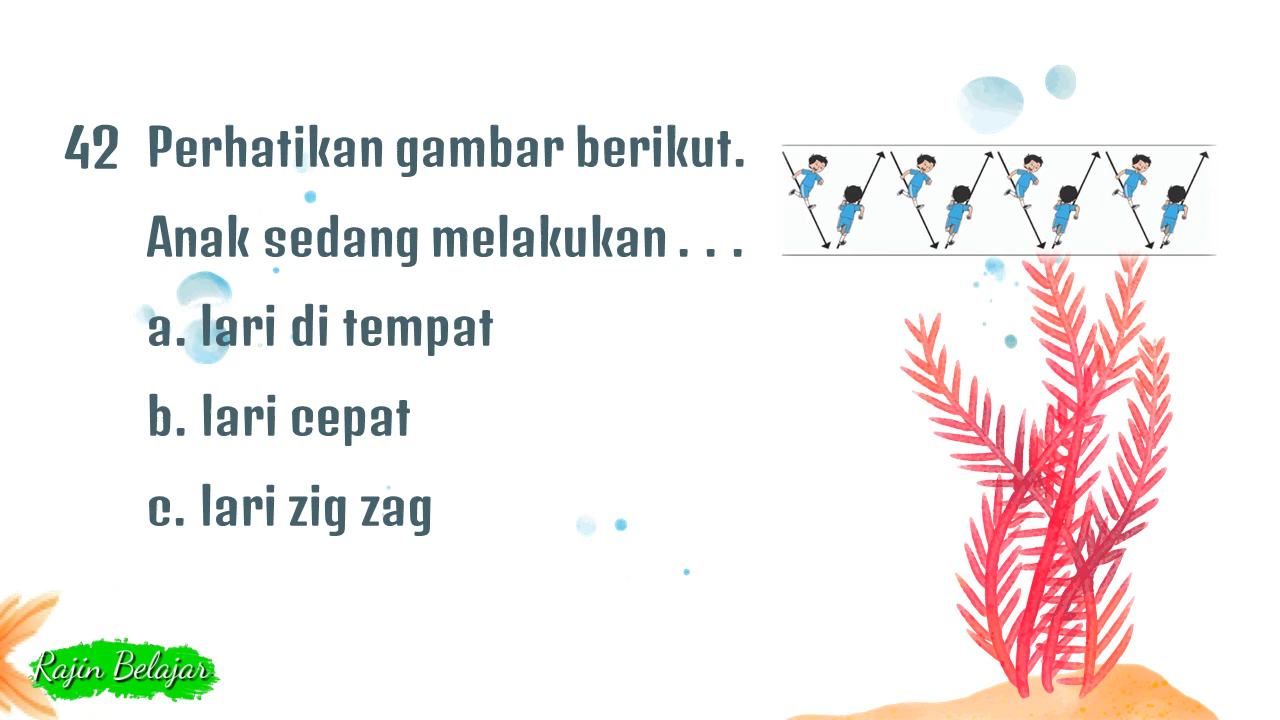 42 Perhatikan gambar berikut.
Anak sedang melakukan . . .
a. lari di tempat
b. lari cepat
c. lari zig zag
Rajin Belajar